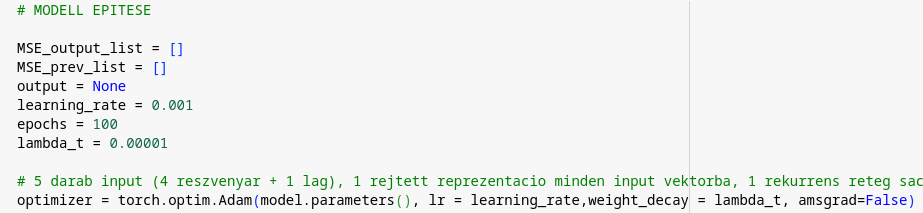 # MODELL EPITESE
MSE_output_list = []
MSE_prev_list = []
output = None
learning_rate = 0.001
epochs = 100
lambda_t = 0.00001
# 5 darab input (4 reszvenyar + 1 lag), 1 rejtett reprezentacio minden input vektorba, 1 rekurrens reteg sac
optimizer = torch.optim.Adam(model.parameters(), lr = learning_rate,weight_decay = lambda_t, amsgrad=False)